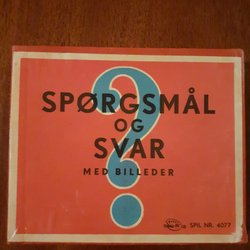 SPØRGSMÅL
OG
SVAR
MED BILLEDER
SPIL NR. 4077